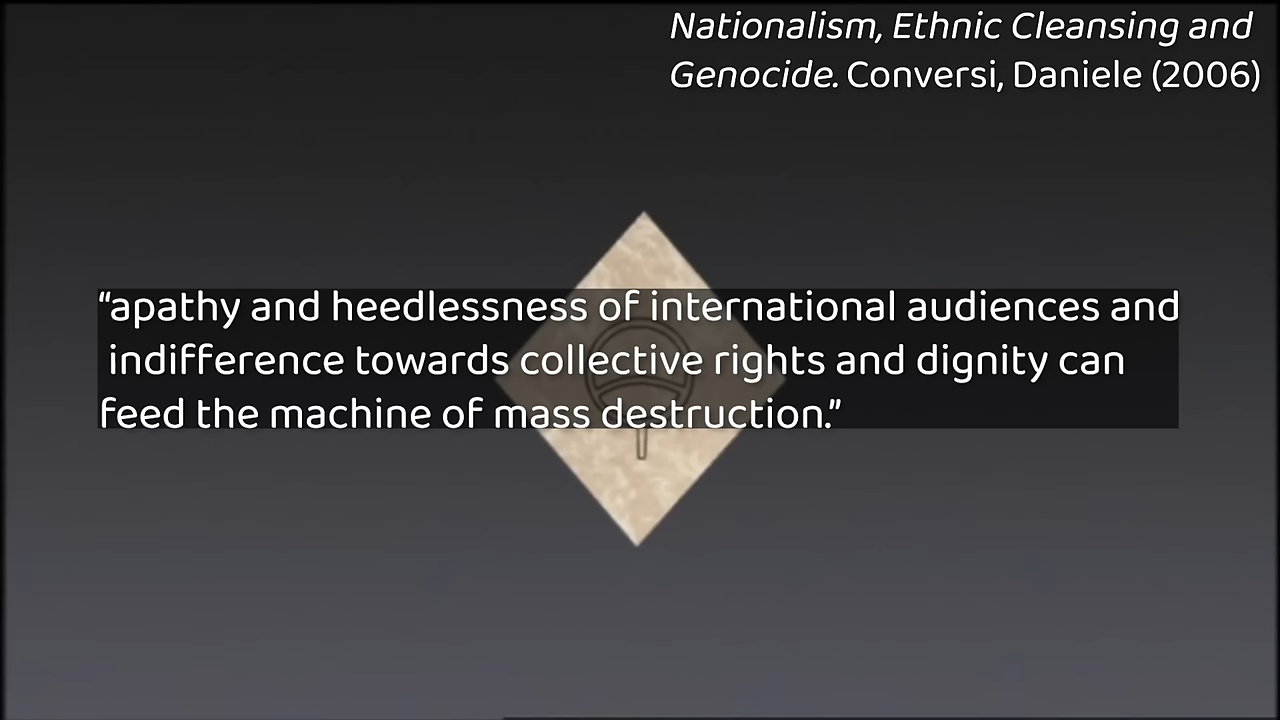 Nationalism, Ethnic Cleansing and
Genocide. Conversi, Daniele (2006)
“apathy and heedlessness of international audiences and
indifference towards collective rights and dignity can
feed the machine of mass destruction.”